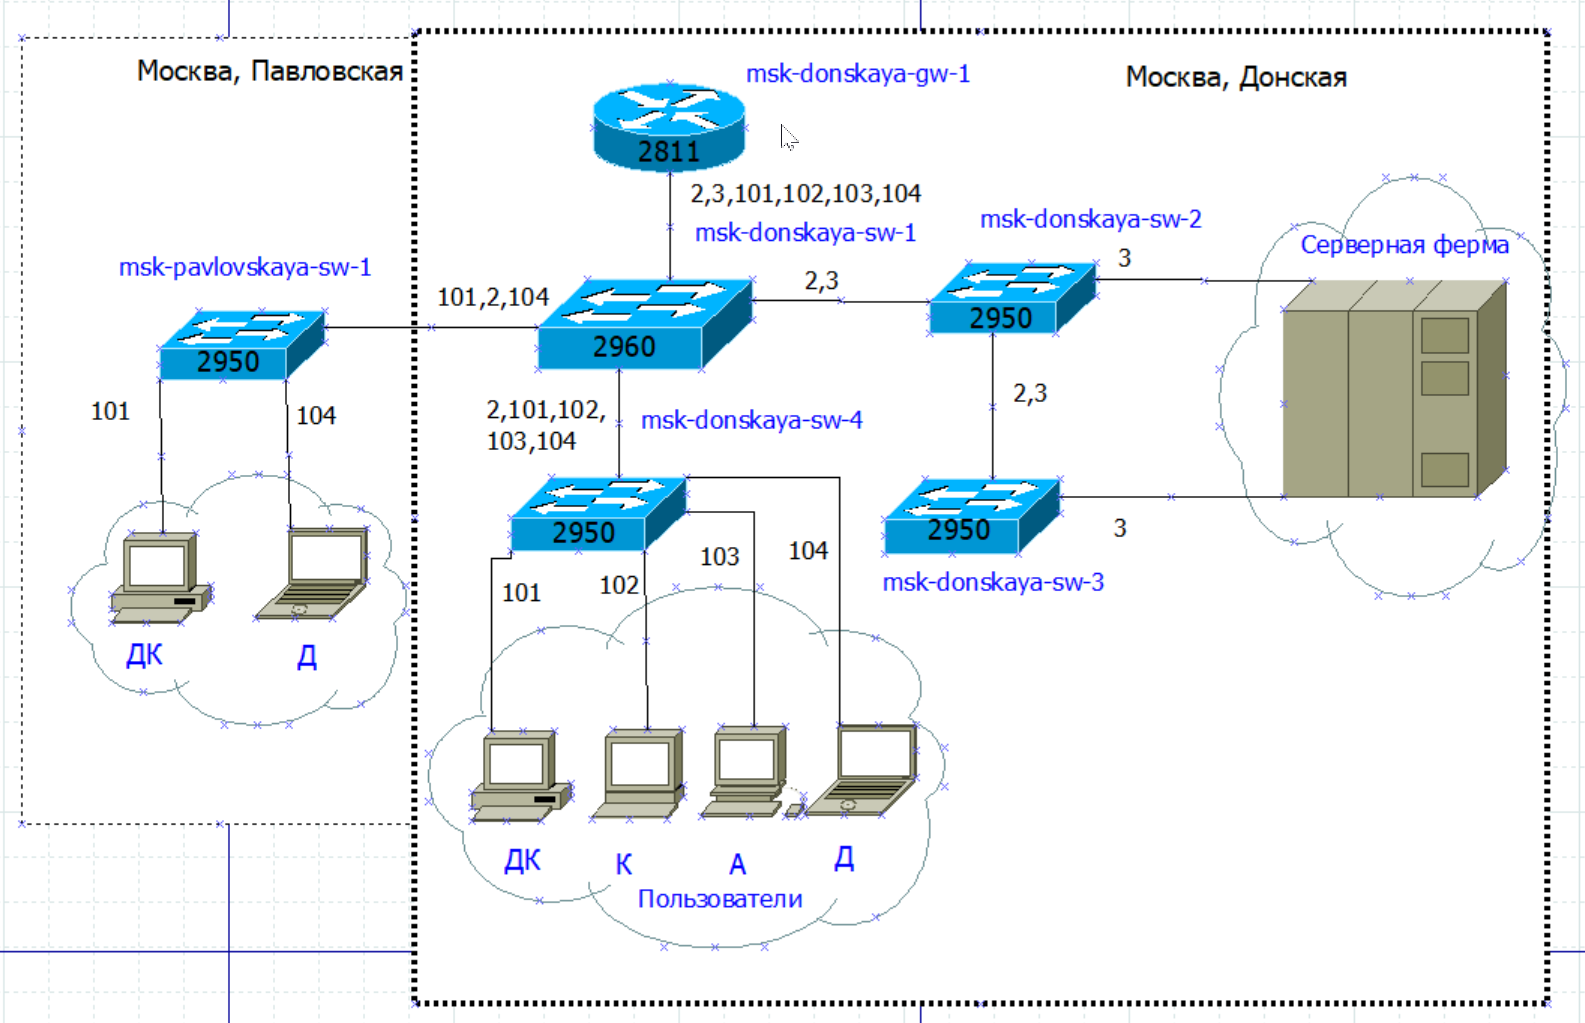 Москва, Павловская
msk-donskaya-gw-1
Москва, Донская
2811
2,3,101,102,103,104
msk-donskaya-sw-1
msk-donskaya-sw-2
Серверная ферма
3
msk-pavlovskaya-sw-1
101,2,104
2,3
2950
2960
2950
101
104
2,101,102,
103,104
msk-donskaya-sw-4
2,3
2950
2950
3
103
104
101
102
msk-donskaya-sw-3
ДК
Д
ДК
К
А
Д
Пользователи